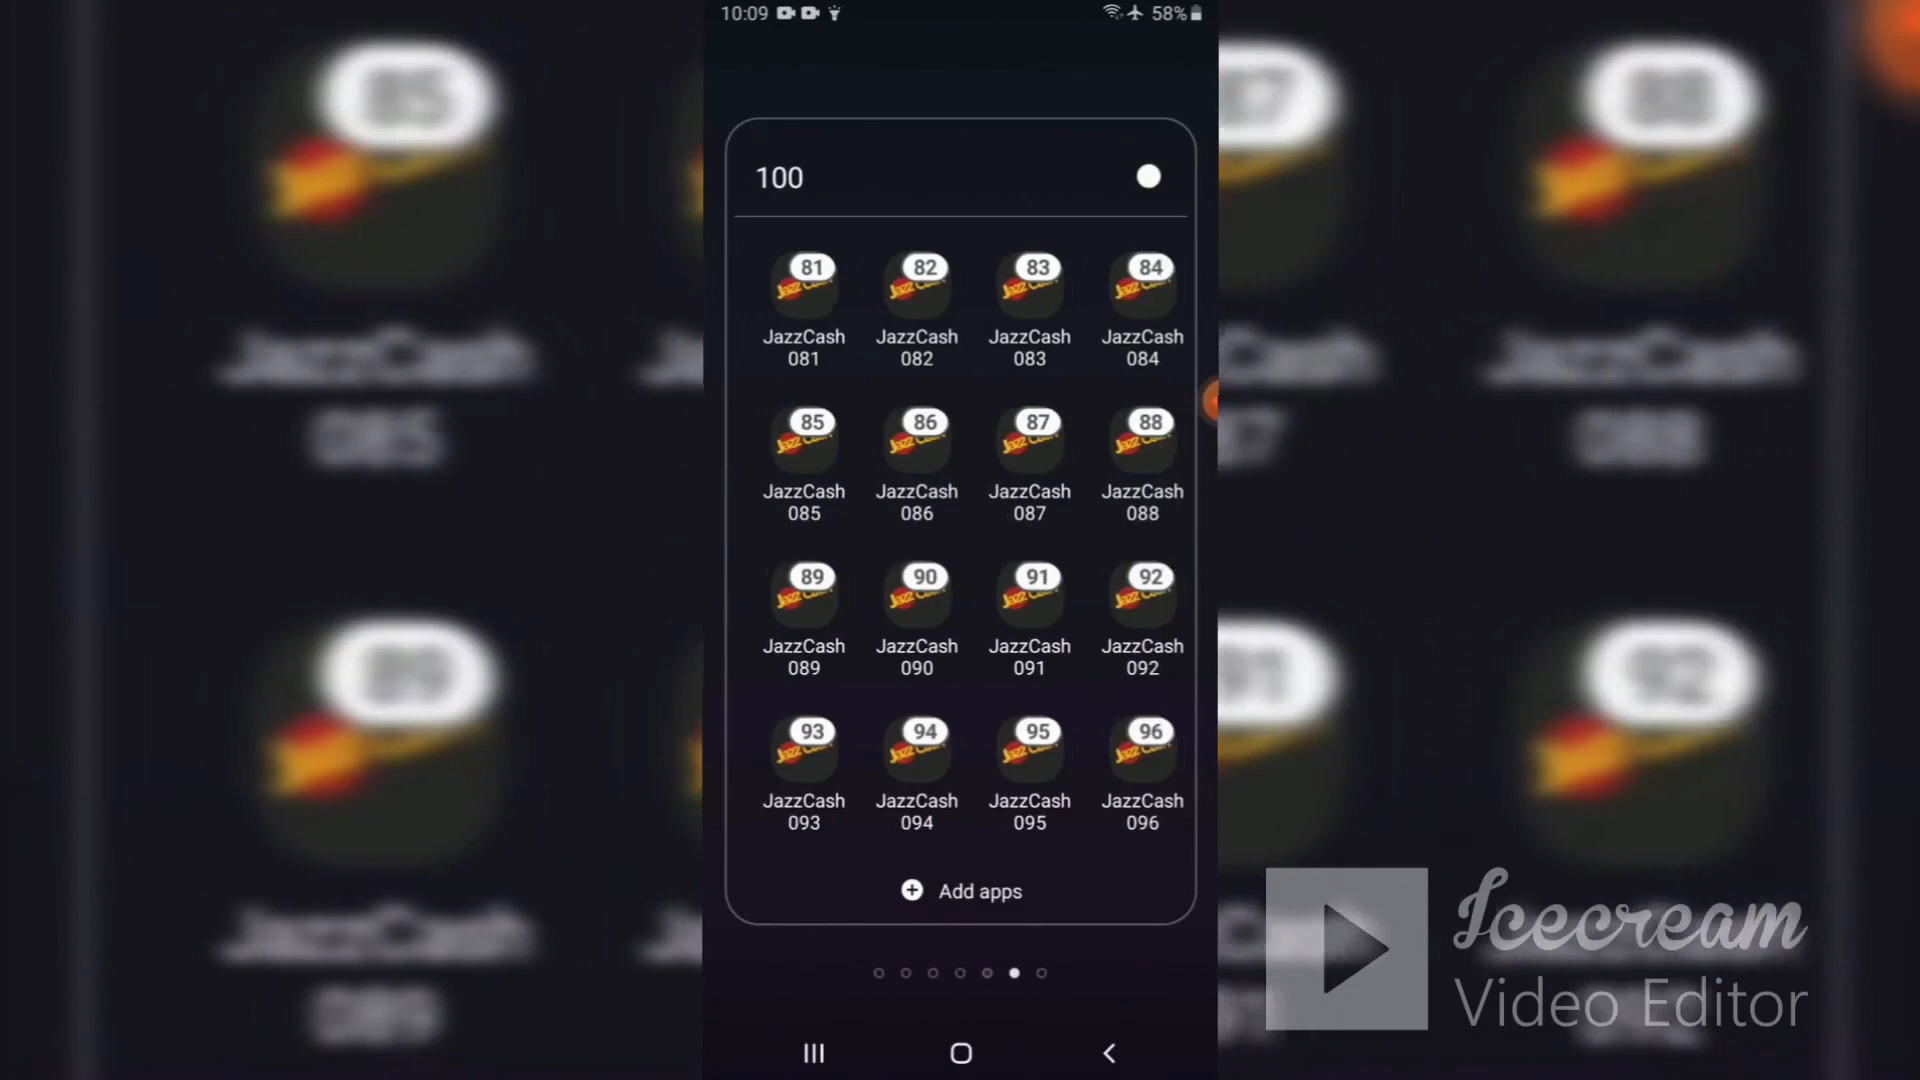 10:09 58%
100
81 82 83 84
JazzCash JazzCash JazzCash JazzCash
081 082 083 084
85 86 87 88
JazzCash JazzCash JazzCash JazzCash
085 086 087 088
89 90 91 92
JazzCash JazzCash JazzCash JazzCash
089 090 091 092
93 94 95 96
JazzCash JazzCash JazzCash JazzCash
093 094 095 096
Add apps
Icecream
Video Editor